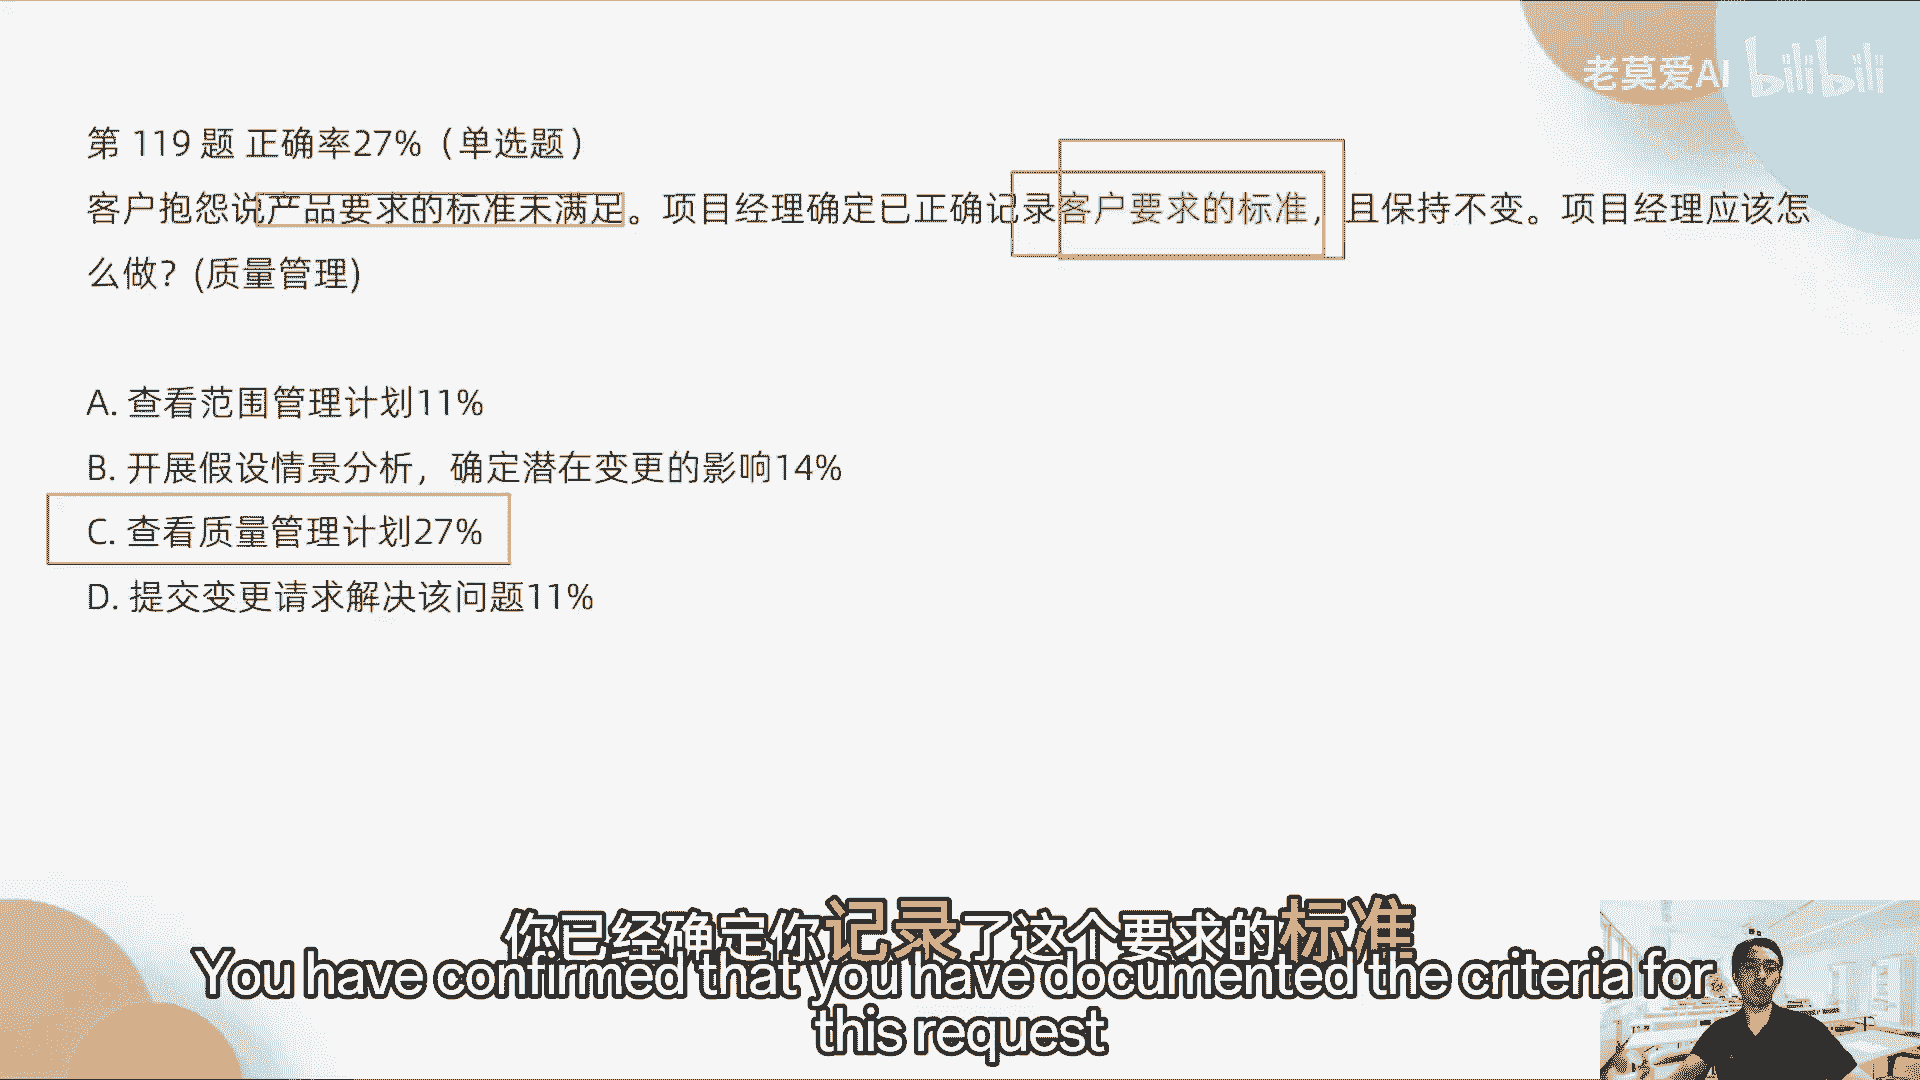 老莫爱AI bilibili
第 119 题 正确率27%（单选题）
客户抱怨说产品要求的标准未满足。项目经理确定已正确记录客户要求的标准，且保持不变。项目经理应该怎
么做？(质量管理)
A. 查看范围管理计划11%
B. 开展假设情景分析，确定潜在变更的影响14%
C. 查看质量管理计划27%
D. 提交变更请求解决该问题11%
你已经确定你记录了这个要求的标准
You have confirmed that you have documented the criteria for
this request